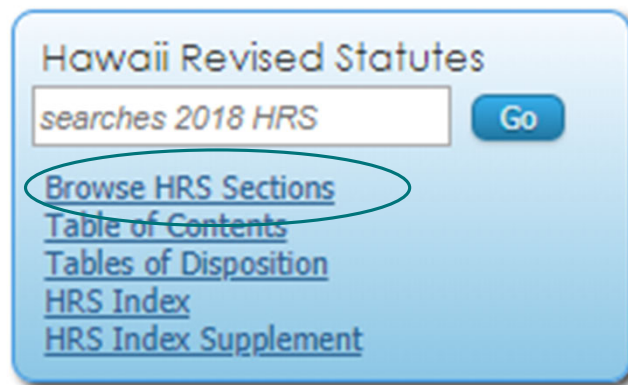 Hawaii Revised Statutes
searches 2018 HRS Go
Browse HRS Sections
Table of Contents
Tables of Disposition
HRS Index
HRS Index Supplement